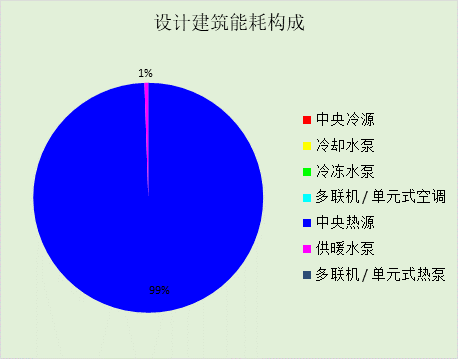 设计建筑能耗构成
1%
中央冷源
冷却水泵
冷冻水泵
多联机/单元式空调
中央热源
供暖水泵
多联机/单元式热泵
99%